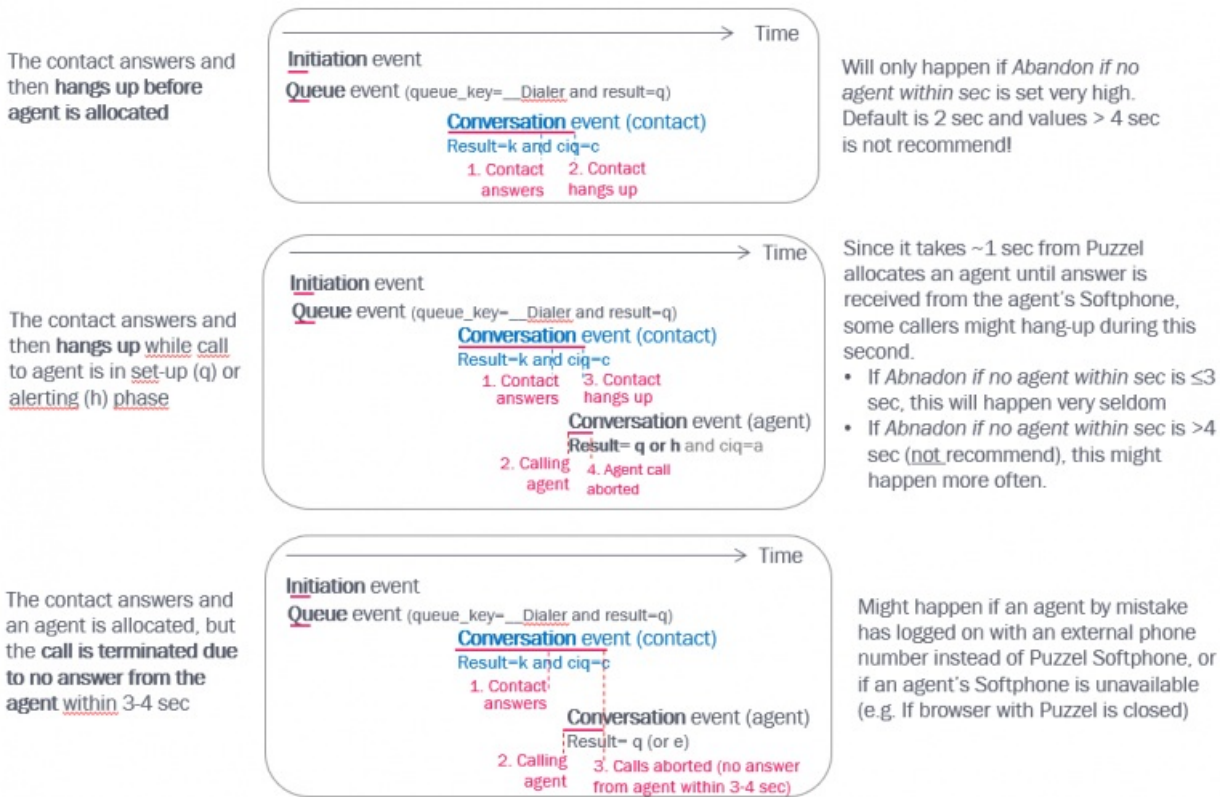 The contact answers and
then hangs up before
agent is allocated
Time
Initiation event
Queue event (queue_key=__Dialer and result=q)
Conversation event (contact)
Result=k and ciq=c
1. Contact
answers
2. Contact
hangs up
Will only happen if Abandon if no
agent within sec is set very high.
Default is 2 sec and values > 4 sec
is not recommend!
The contact answers and
then hangs up while call
to agent is in set-up (q) or
alerting (h) phase
Time
Initiation event
Queue event (queue_key=__Dialer and result=q)
Conversation event (contact)
Result=k and ciq=c
1. Contact
answers
3. Contact
hangs up
Conversation event (agent)
Result= q or h and ciq=a
2. Calling
agent
4. Agent call
aborted
Since it takes ~1 sec from Puzzel
allocates an agent until answer is
received from the agent's Softphone,
some callers might hang-up during this
second.
• If Abnadon if no agent within sec is ≤3
sec, this will happen very seldom
• If Abnadon if no agent within sec is >4
sec (not recommend), this might
happen more often.
The contact answers and
an agent is allocated, but
the call is terminated due
to no answer from the
agent within 3-4 sec
Time
Initiation event
Queue event (queue_key=__Dialer and result=q)
Conversation event (contact)
Result=k and ciq=c
1. Contact
answers
Conversation event (agent)
Result= q (or e)
2. Calling
agent
3. Calls aborted (no answer
from agent within 3-4 sec)
Might happen if an agent by mistake
has logged on with an external phone
number instead of Puzzel Softphone, or
if an agent's Softphone is unavailable
(e.g. If browser with Puzzel is closed)